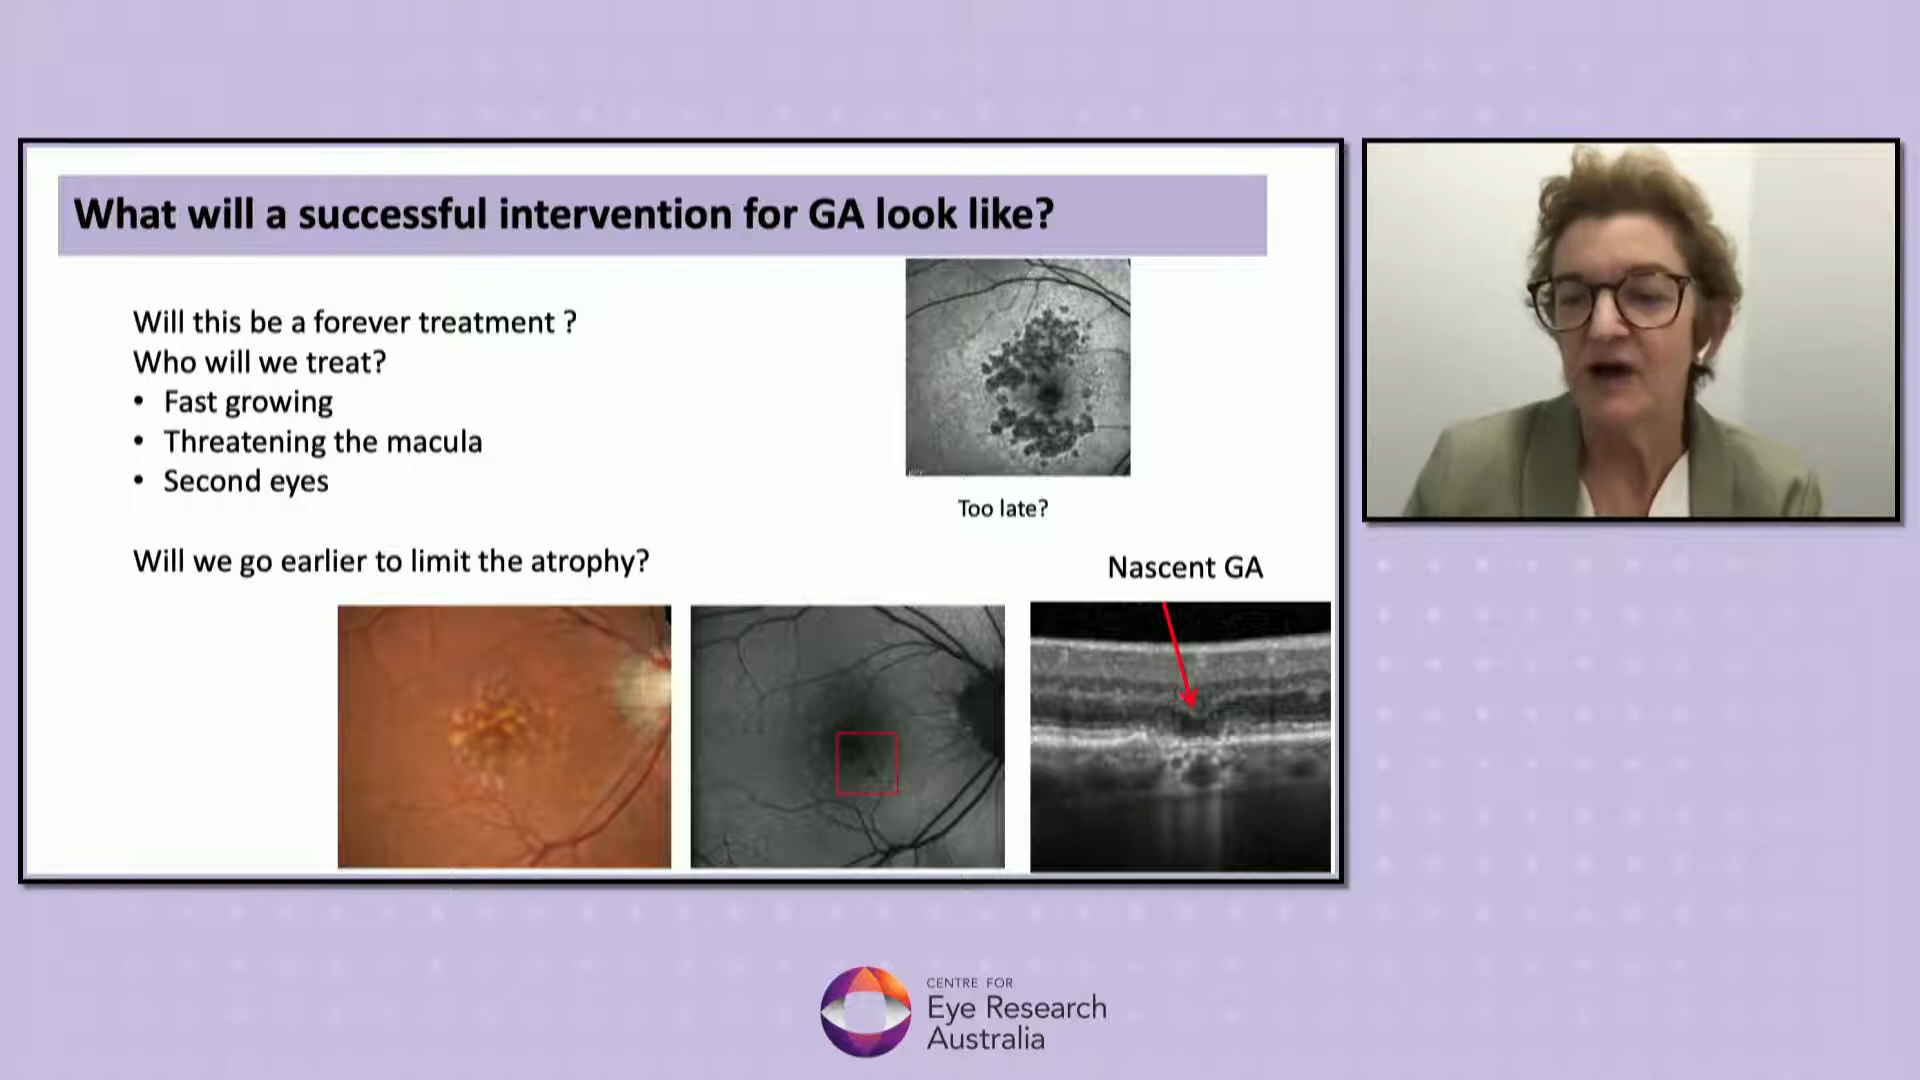 What will a successful intervention for GA look like?
Will this be a forever treatment ?
Who will we treat?
• Fast growing
• Threatening the macula
• Second eyes
Too late?
Will we go earlier to limit the atrophy?
Nascent GA
CENTRE FOR
Eye Research
Australia